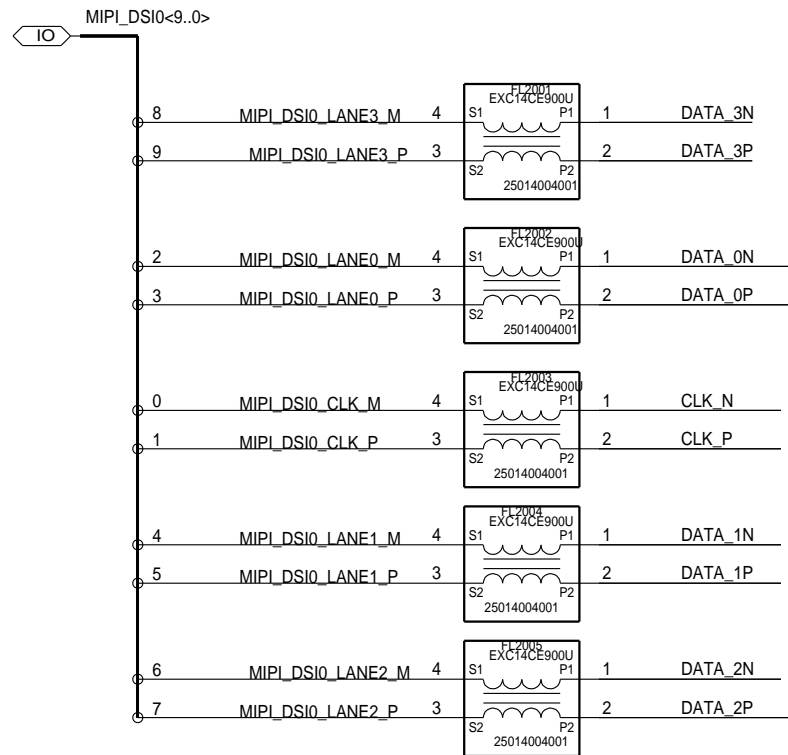 MIPI_DSI0<9..0>
IO
FL2001
EXC14CE900U
8 MIPI_DSI0_LANE3_M 4 S1 P1 1 DATA_3N
9 MIPI_DSI0_LANE3_P 3 S2 P2 2 DATA_3P
25014004001
FL2002
EXC14CE900U
2 MIPI_DSI0_LANE0_M 4 S1 P1 1 DATA_0N
3 MIPI_DSI0_LANE0_P 3 S2 P2 2 DATA_0P
25014004001
FL2003
EXC14CE900U
0 MIPI_DSI0_CLK_M 4 S1 P1 1 CLK_N
1 MIPI_DSI0_CLK_P 3 S2 P2 2 CLK_P
25014004001
FL2004
EXC14CE900U
4 MIPI_DSI0_LANE1_M 4 S1 P1 1 DATA_1N
5 MIPI_DSI0_LANE1_P 3 S2 P2 2 DATA_1P
25014004001
FL2005
EXC14CE900U
6 MIPI_DSI0_LANE2_M 4 S1 P1 1 DATA_2N
7 MIPI_DSI0_LANE2_P 3 S2 P2 2 DATA_2P
25014004001